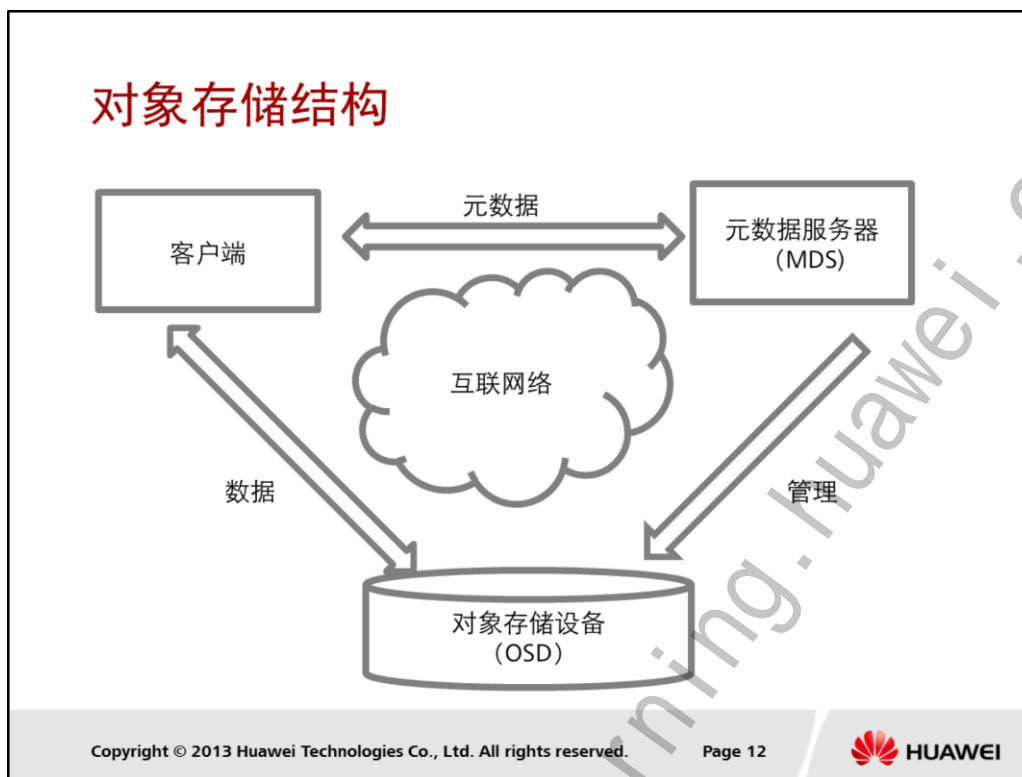 对象存储结构
元数据
客户端
元数据服务器
(MDS)
互联网络
数据
管理
对象存储设备
（OSD）
Copyright © 2013 Huawei Technologies Co., Ltd. All rights reserved.
Page 12
HUAWEI
rning.huawei.